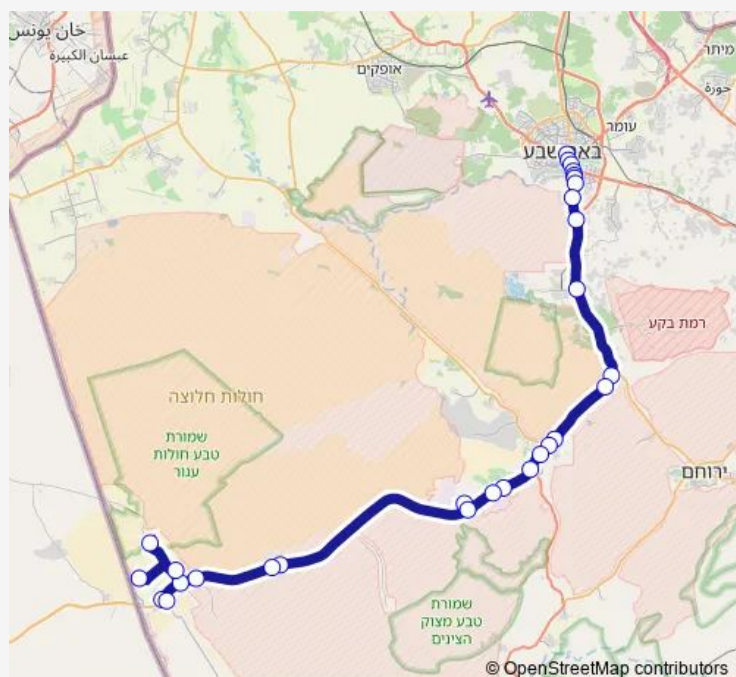 خان يونس
عبسان الكبيرة
אופקים
מיתר
חורה
עומר
באר שבע
רמת בקע
חולות חלוצה
שמורת
טבע חולות
עגור
ירוחם
שמורת
טבע מצוק
הצינים
© OpenStreetMap contributors